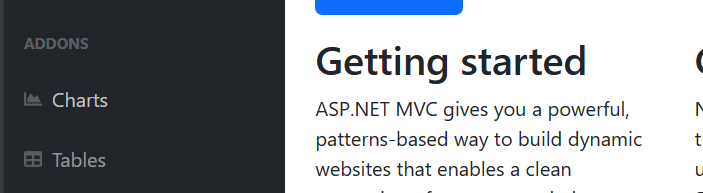 ADDONS
Charts
Tables
Getting started
ASP.NET MVC gives you a powerful,
patterns-based way to build dynamic
websites that enables a clean